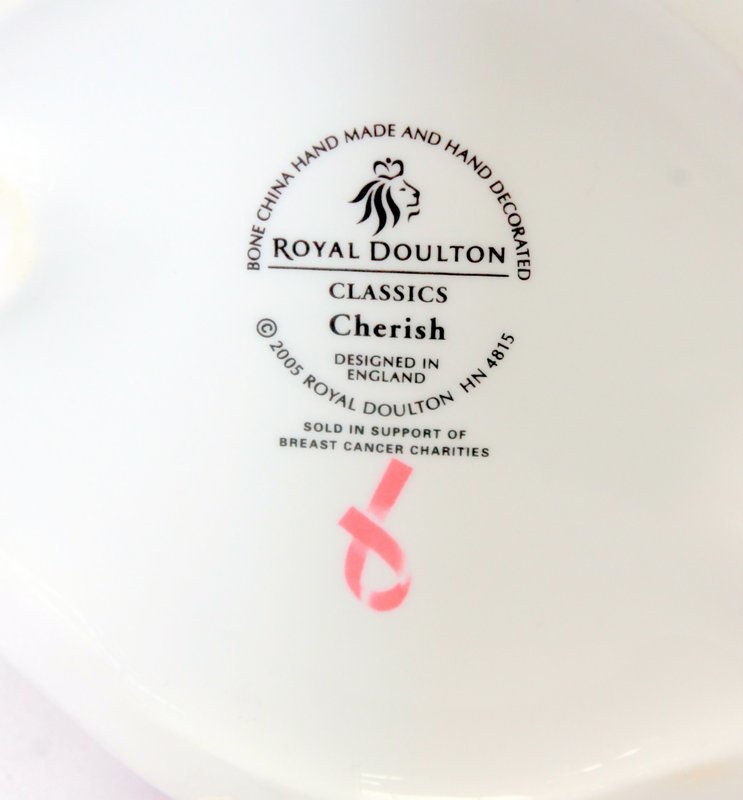 BONE CHINA HAND MADE AND HAND DECORATED
ROYAL DOULTON
CLASSICS
Cherish
DESIGNED IN
ENGLAND
© 2005 ROYAL DOULTON HN 4815
SOLD IN SUPPORT OF
BREAST CANCER CHARITIES